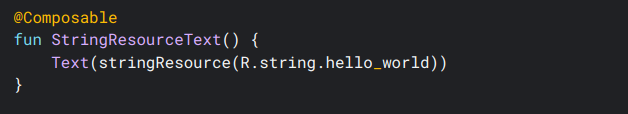 @Composable
fun StringResourceText() {
    Text(stringResource(R.string.hello_world))
}